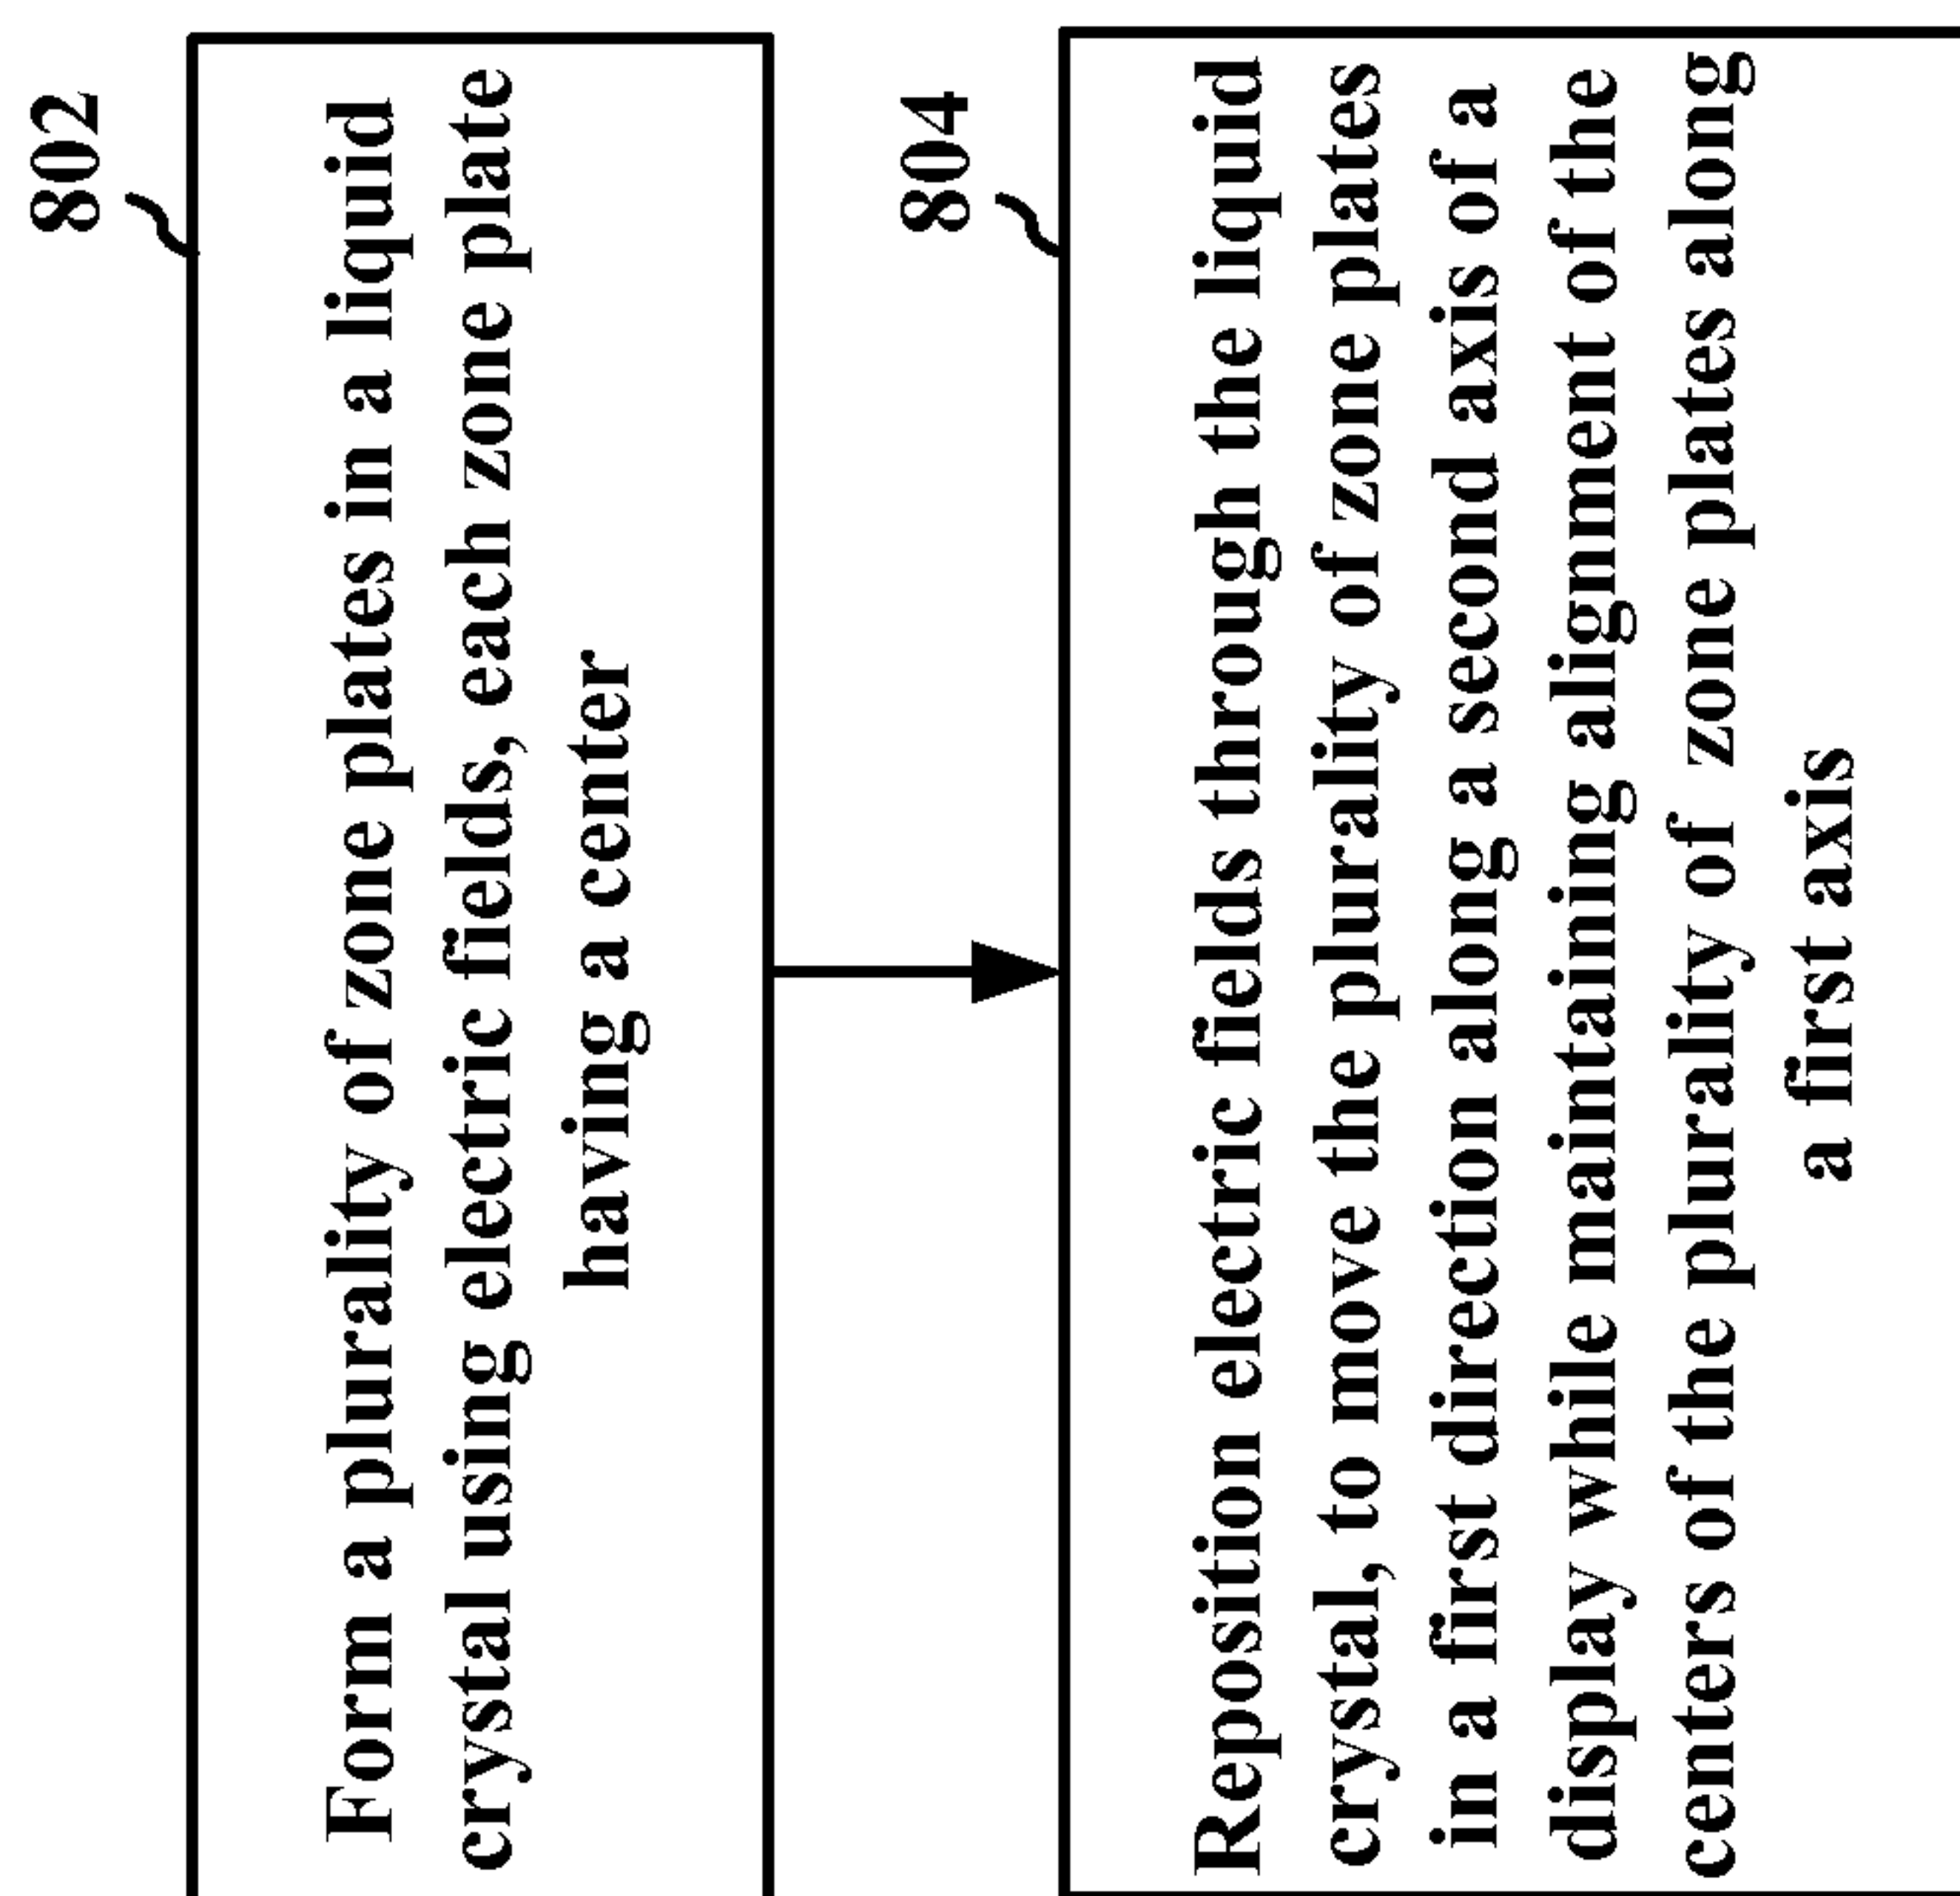 802
Form a plurality of zone plates in a liquid
crystal using electric fields, each zone plate
having a center
804
Reposition electric fields through the liquid
crystal, to move the plurality of zone plates
in a first direction along a second axis of a
display while maintaining alignment of the
centers of the plurality of zone plates along
a first axis